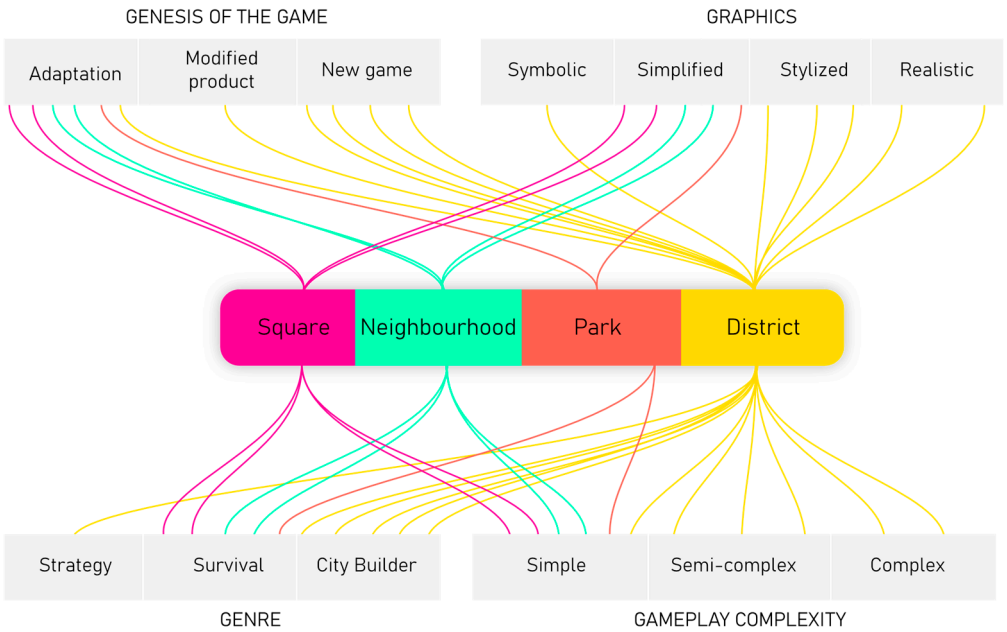 GENESIS OF THE GAME
GRAPHICS
Adaptation
Modified
product
New game
Symbolic
Simplified
Stylized
Realistic
Square
Neighbourhood
Park
District
Strategy
Survival
City Builder
Simple
Semi-complex
Complex
GENRE
GAMEPLAY COMPLEXITY